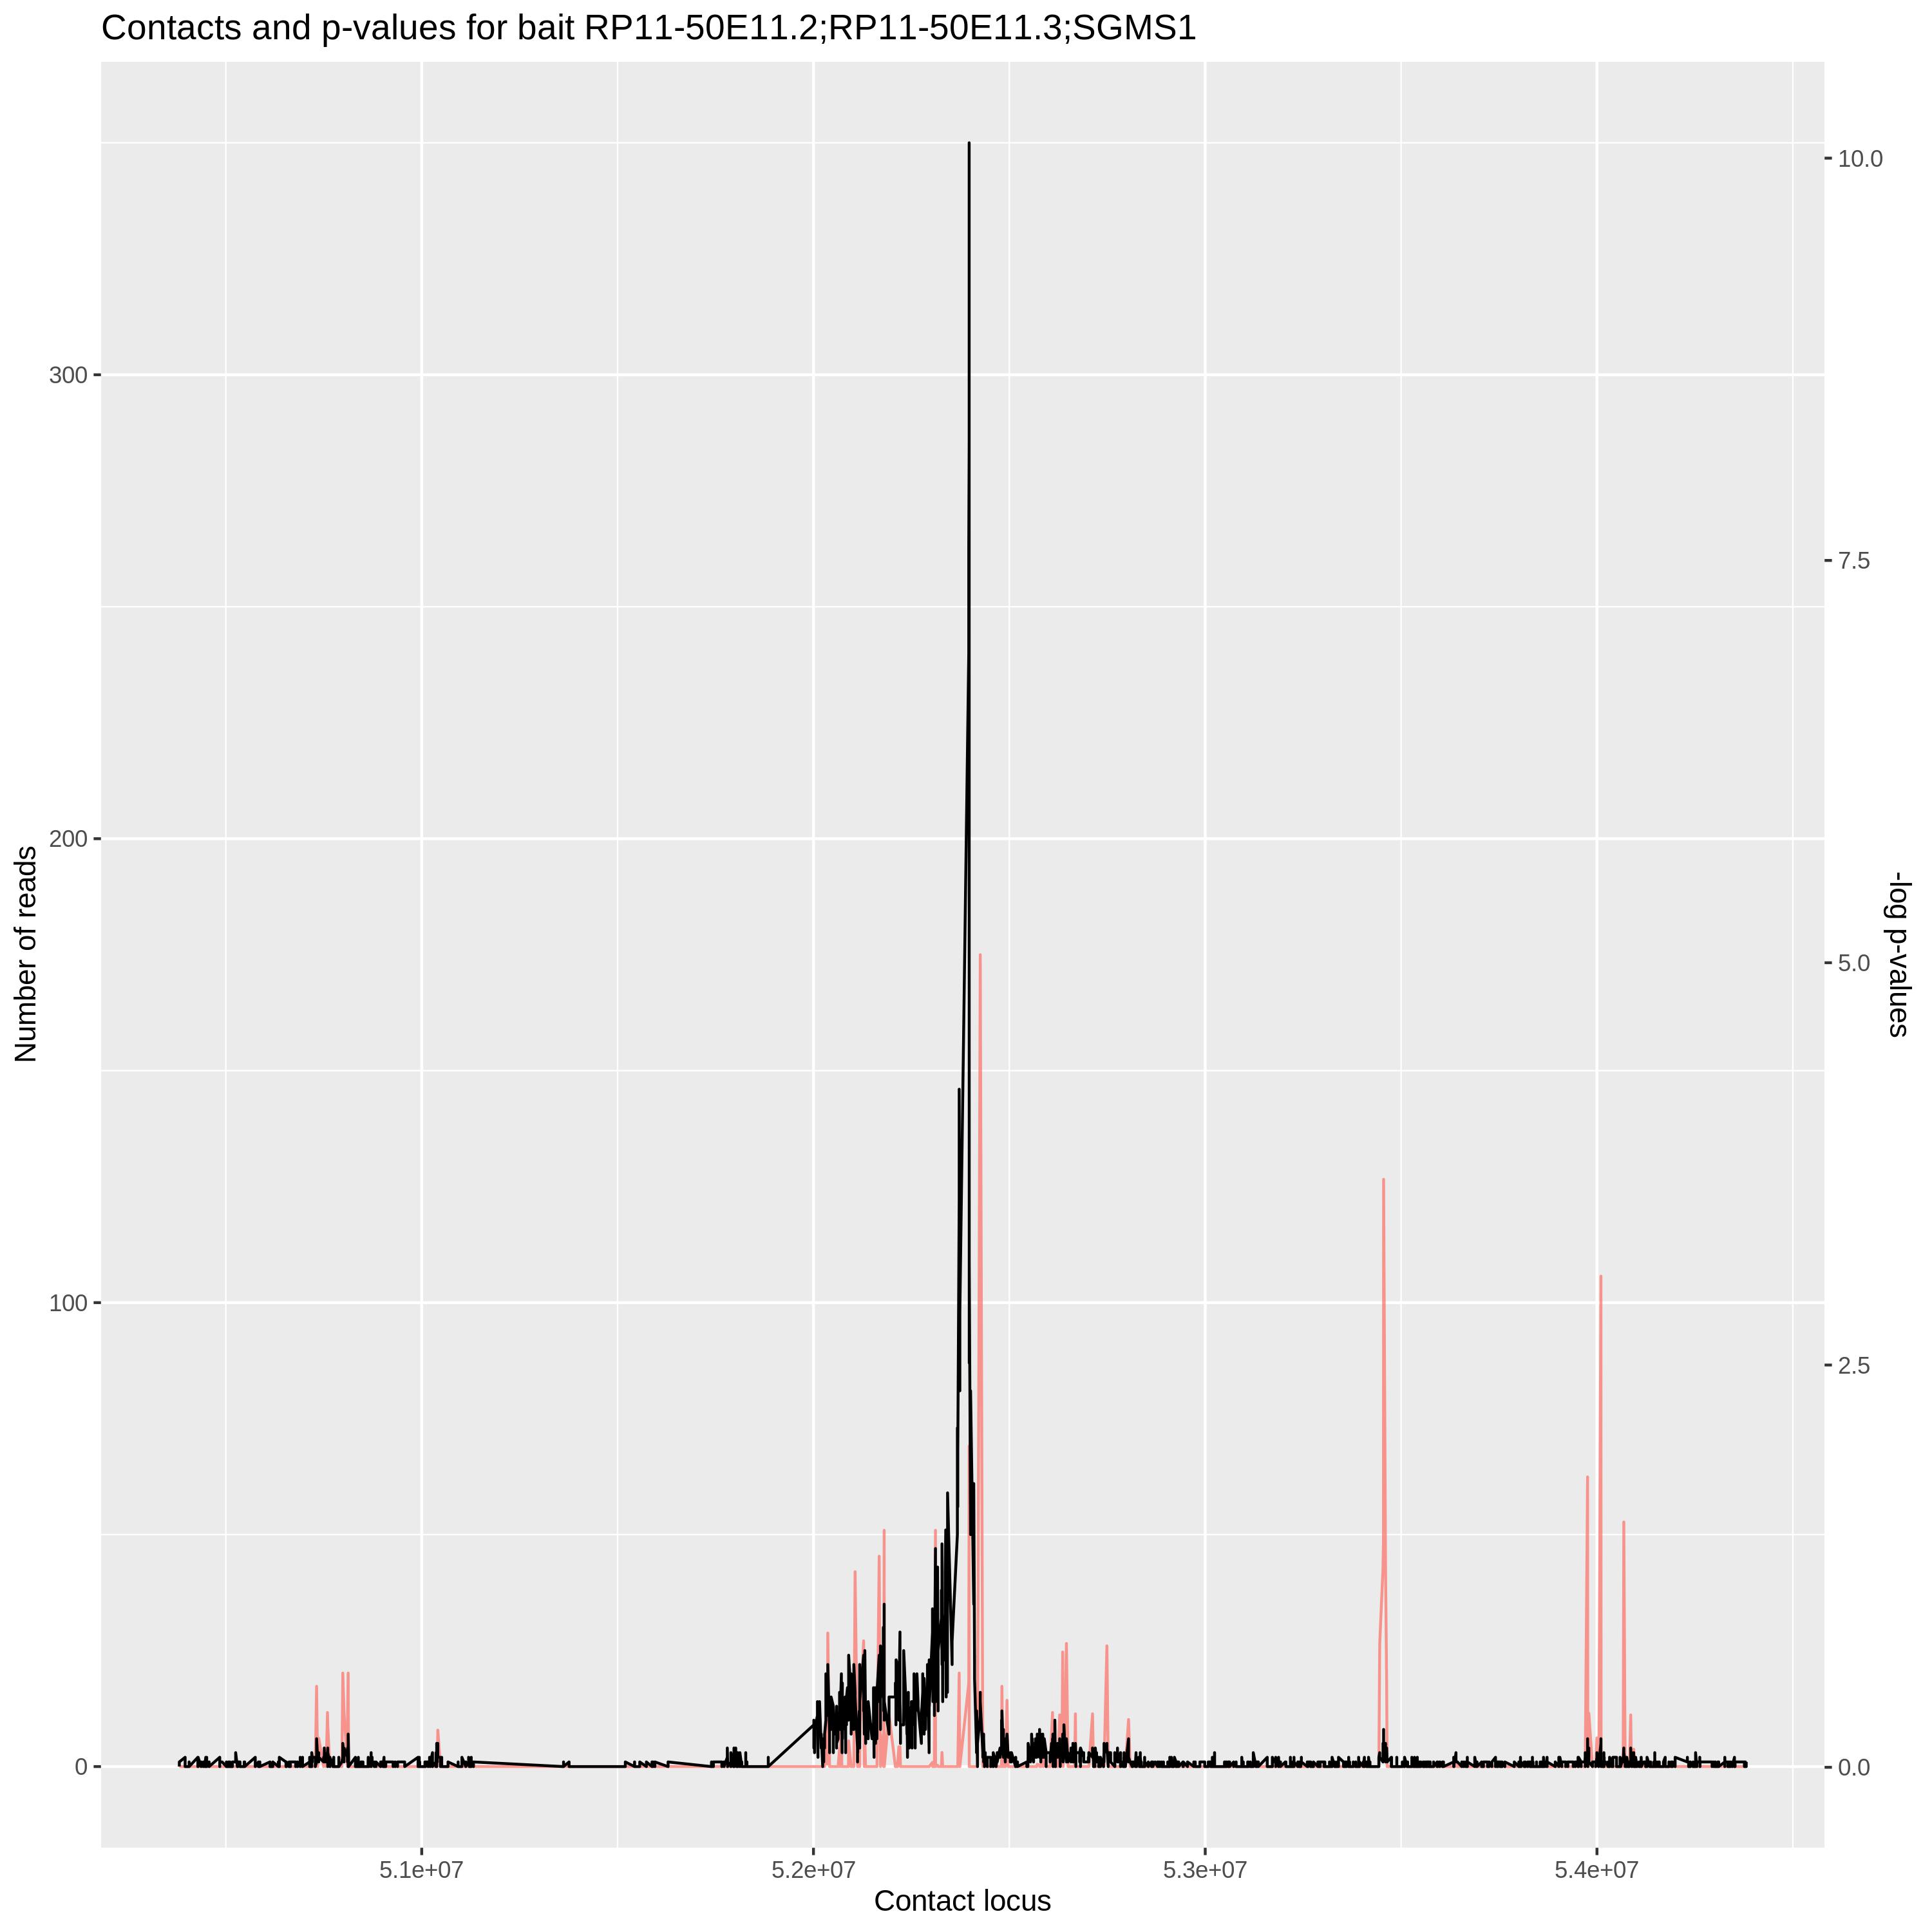 Contacts and p-values for bait RP11-50E11.2;RP11-50E11.3;SGMS1
Number of reads
300
200
100
0
10.0
7.5
5.0
2.5
0.0
-log p-values
5.1e+07 5.2e+07 5.3e+07 5.4e+07
Contact locus